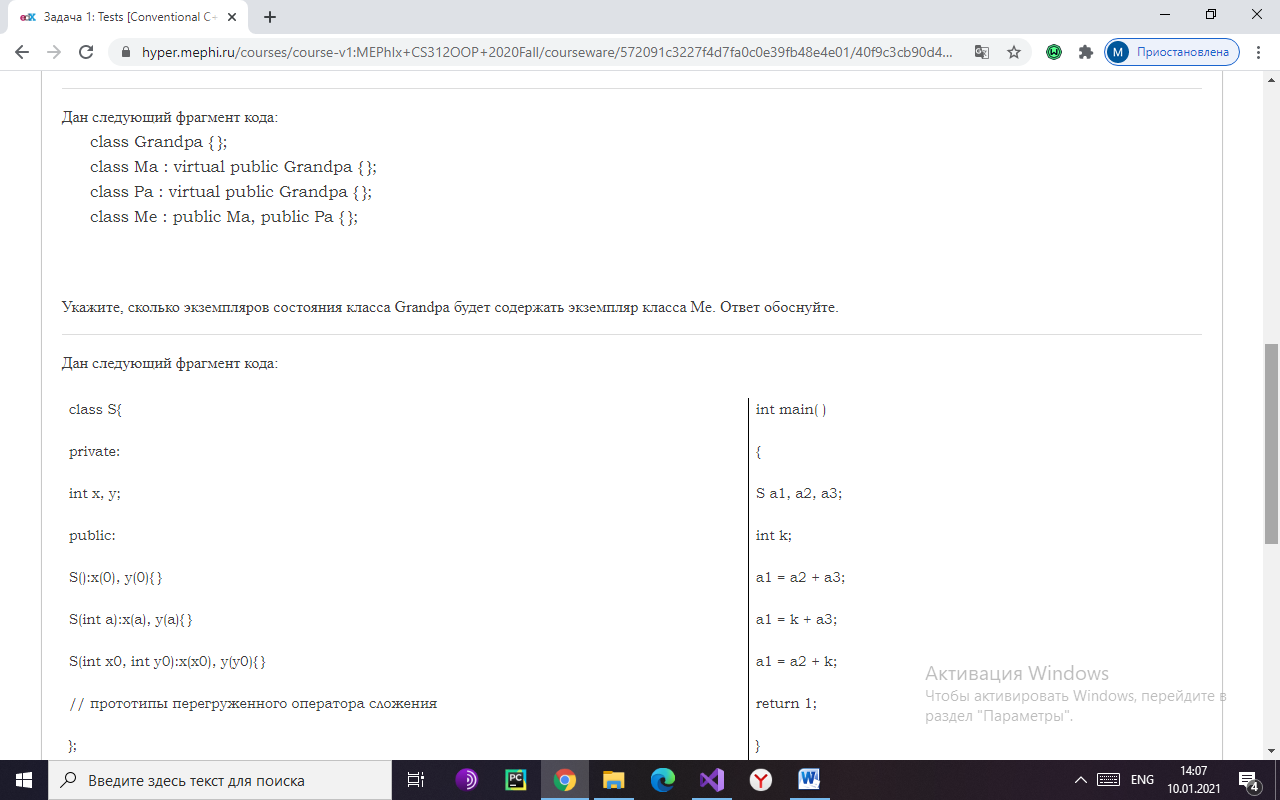 Задача 1: Tests [Conventional C+
hyper.mephi.ru/courses/course-v1:MEPhIx+CS312OOP+2020Fall/courseware/572091c3227f4d7fa0c0e39fb48e4e01/40f9c3cb90d4...
M Приостановлена
Дан следующий фрагмент кода:
class Grandpa {};
class Ma : virtual public Grandpa {};
class Pa : virtual public Grandpa {};
class Me : public Ma, public Pa {};
Укажите, сколько экземпляров состояния класса Grandpa будет содержать экземпляр класса Me. Ответ обоснуйте.
Дан следующий фрагмент кода:
class S{
private:
int x, y;
public:
S():x(0), y(0){}
S(int a):x(a), y(a){}
S(int x0, int y0):x(x0), y(y0){}
// прототипы перегруженного оператора сложения
};
int main( )
{
S a1, a2, a3;
int k;
a1 = a2 + a3;
a1 = k + a3;
a1 = a2 + k;
return 1;
}
Активация Windows
Чтобы активировать Windows, перейдите в
раздел "Параметры".
Введите здесь текст для поиска
ENG
14:07
10.01.2021
4